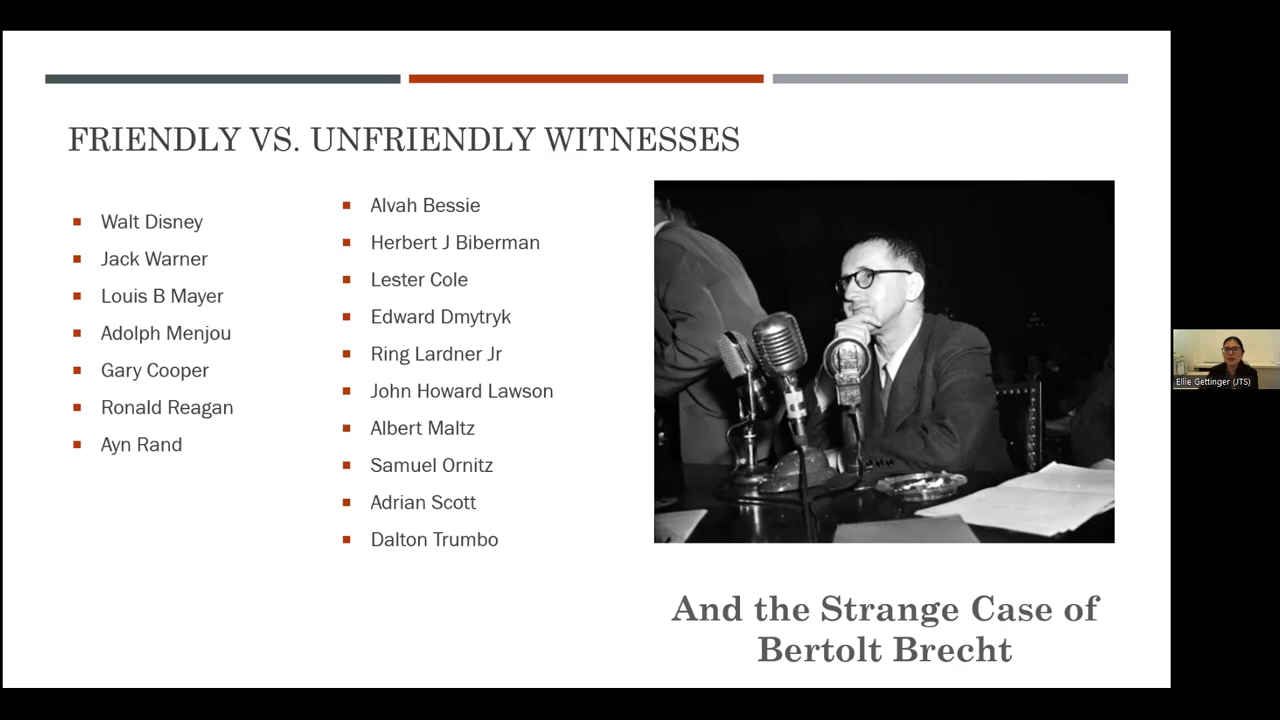 FRIENDLY VS. UNFRIENDLY WITNESSES
Walt Disney
Jack Warner
Louis B Mayer
Adolph Menjou
Gary Cooper
Ronald Reagan
Ayn Rand
Alvah Bessie
Herbert J Biberman
Lester Cole
Edward Dmytryk
Ring Lardner Jr
John Howard Lawson
Albert Maltz
Samuel Ornitz
Adrian Scott
Dalton Trumbo
And the Strange Case of
Bertolt Brecht
Ellie Gettinger (JTS)